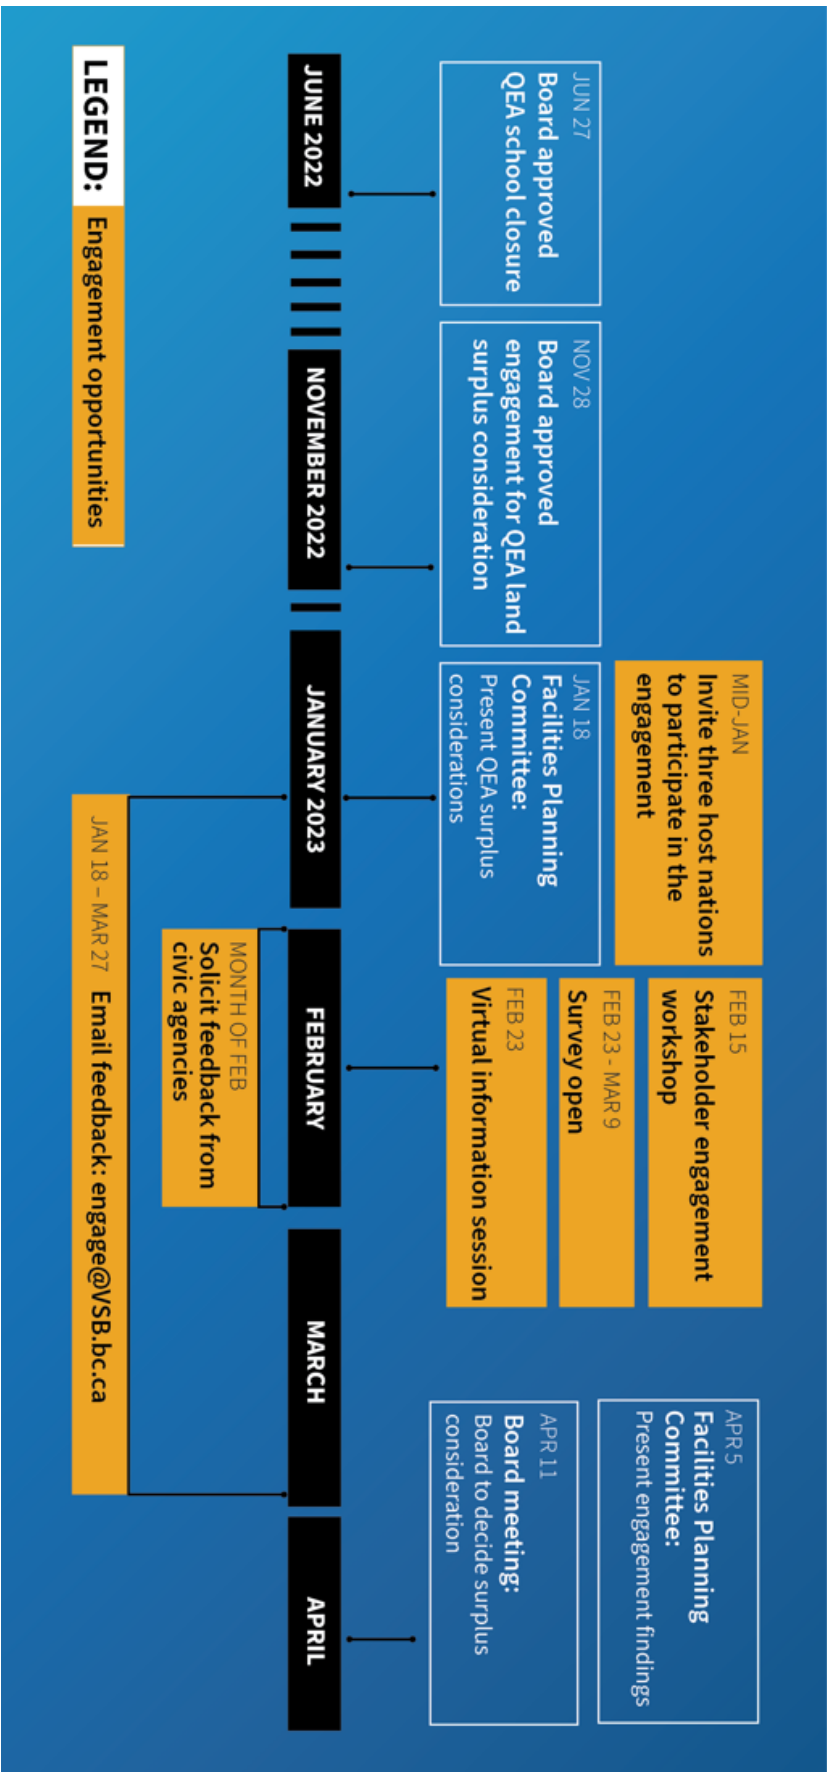 JUN 27
Board approved
QEA school closure
NOV 28
Board approved
engagement for QEA land
surplus consideration
MID-JAN
Invite three host nations
to participate in the
engagement
JAN 18
Facilities Planning
Committee:
Present QEA surplus
considerations
FEB 15
Stakeholder engagement
workshop
FEB 23 - MAR 9
Survey open
FEB 23
Virtual information session
APR 5
Facilities Planning
Committee:
Present engagement findings
APR 11
Board meeting:
Board to decide surplus
consideration
JUNE 2022
NOVEMBER 2022
JANUARY 2023
FEBRUARY
MARCH
APRIL
MONTH OF FEB
Solicit feedback from
civic agencies
JAN 18 – MAR 27 Email feedback: engage@VSB.bc.ca
LEGEND: Engagement opportunities